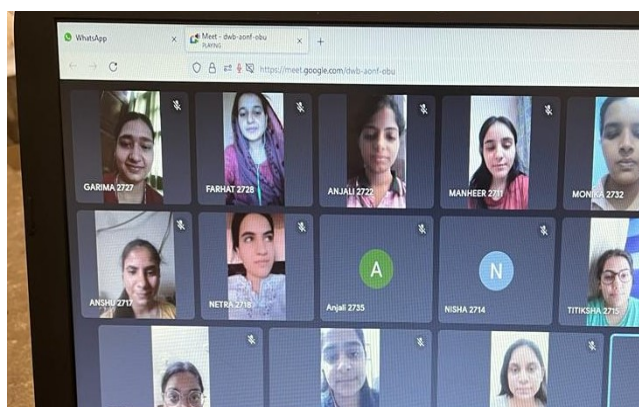 WhatsApp
Meet - dwb-aonf-obu
PLAYING
https://meet.google.com/dwb-aonf-obu
GARIMA 2727
FARHAT 2728
ANJALI 2722
MANHEER 2711
MONIKA 2732
ANSHU 2717
NETRA 2718
A
Anjali 2735
N
NISHA 2714
TITIKSHA 2715